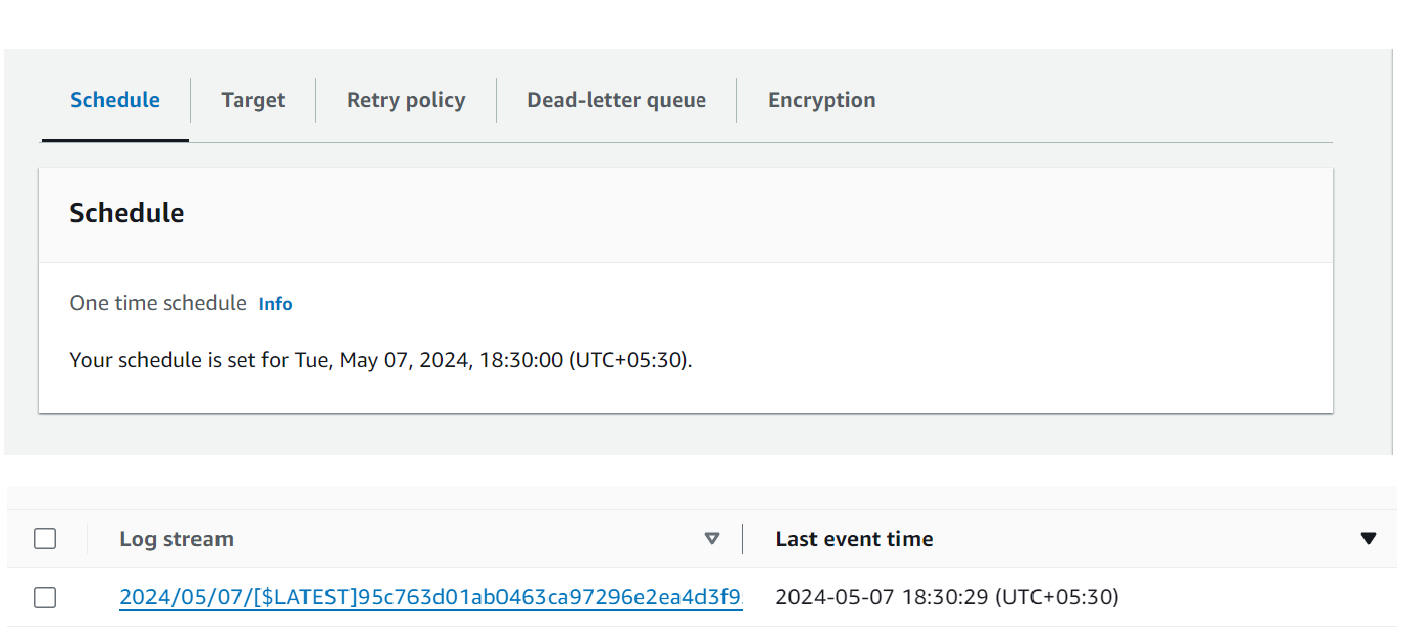 Schedule Target Retry policy Dead-letter queue Encryption
Schedule
One time schedule Info
Your schedule is set for Tue, May 07, 2024, 18:30:00 (UTC+05:30).
Log stream Last event time
2024/05/07/[$LATEST]95c763d01ab0463ca97296e2ea4d3f9 2024-05-07 18:30:29 (UTC+05:30)